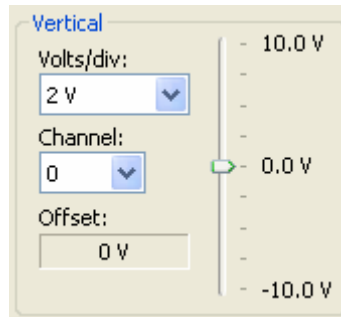 Vertical
Volts/div:
2 V
Channel:
0
Offset:
0 V
10.0 V
0.0 V
-10.0 V